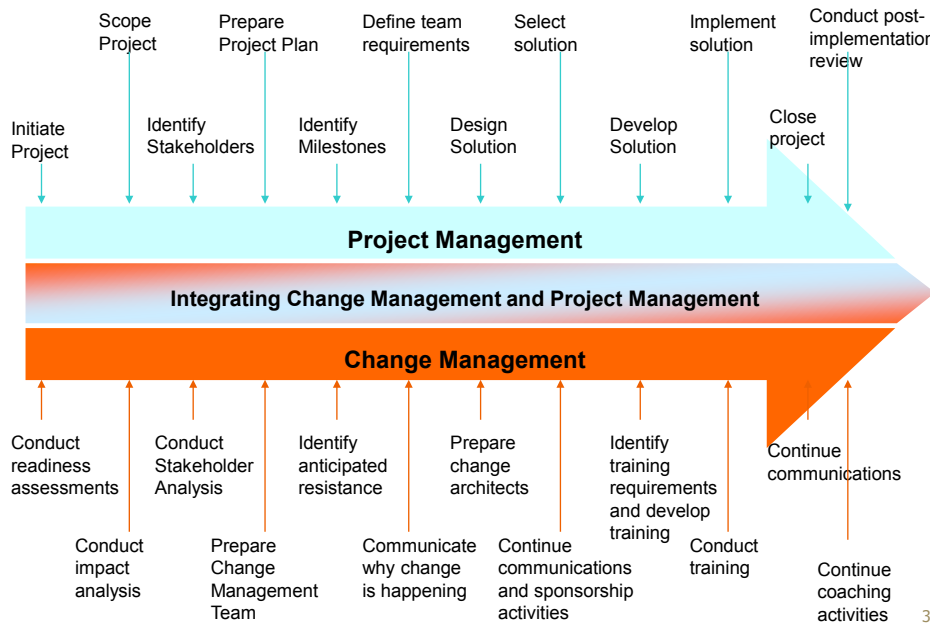 Scope
Project
Prepare
Project Plan
Define team
requirements
Select
solution
Implement
solution
Conduct post-
implementation
review
Initiate
Project
Identify
Stakeholders
Identify
Milestones
Design
Solution
Develop
Solution
Close
project
Project Management
Integrating Change Management and Project Management
Change Management
Conduct
readiness
assessments
Conduct
Stakeholder
Analysis
Identify
anticipated
resistance
Prepare
change
architects
Identify
training
requirements
and develop
training
Continue
communications
Conduct
impact
analysis
Prepare
Change
Management
Team
Communicate
why change
is happening
Continue
communications
and sponsorship
activities
Conduct
training
Continue
coaching
activities
3